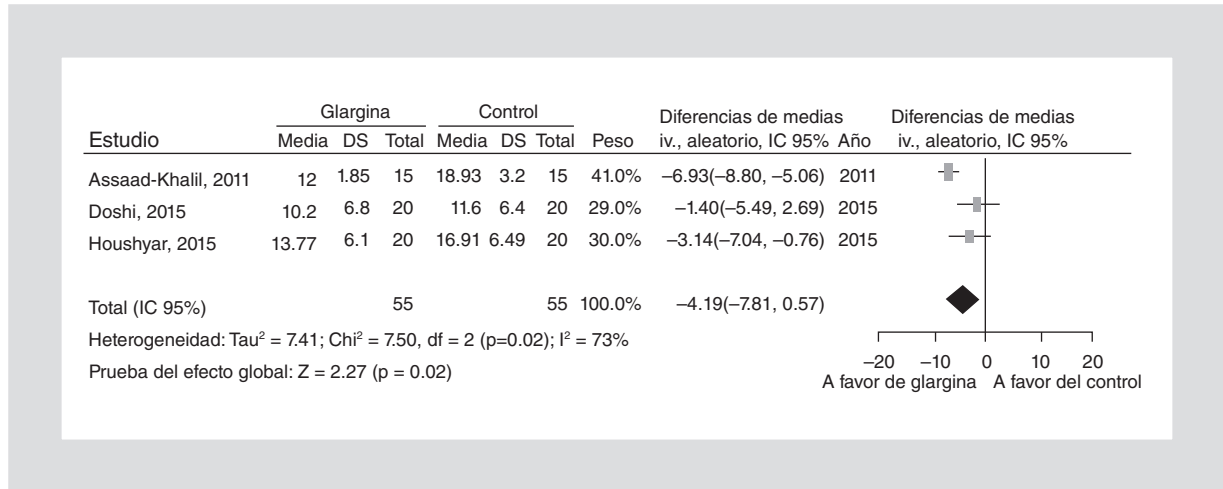 Glargina Control Diferencias de medias Diferencias de medias
Estudio Media DS Total Media DS Total Peso iv., aleatorio, IC 95% Año iv., aleatorio, IC 95%
Assaad-Khalil, 2011 12 1.85 15 18.93 3.2 15 41.0% −6.93(−8.80, −5.06) 2011
Doshi, 2015 10.2 6.8 20 11.6 6.4 20 29.0% −1.40(−5.49, 2.69) 2015
Houshyar, 2015 13.77 6.1 20 16.91 6.49 20 30.0% −3.14(−7.04, −0.76) 2015
Total (IC 95%) 55 55 100.0% −4.19(−7.81, 0.57)
Heterogeneidad: Tau² = 7.41; Chi² = 7.50, df = 2 (p=0.02); I² = 73%
Prueba del efecto global: Z = 2.27 (p = 0.02)
−20 −10 0 10 20
A favor de glargina A favor del control